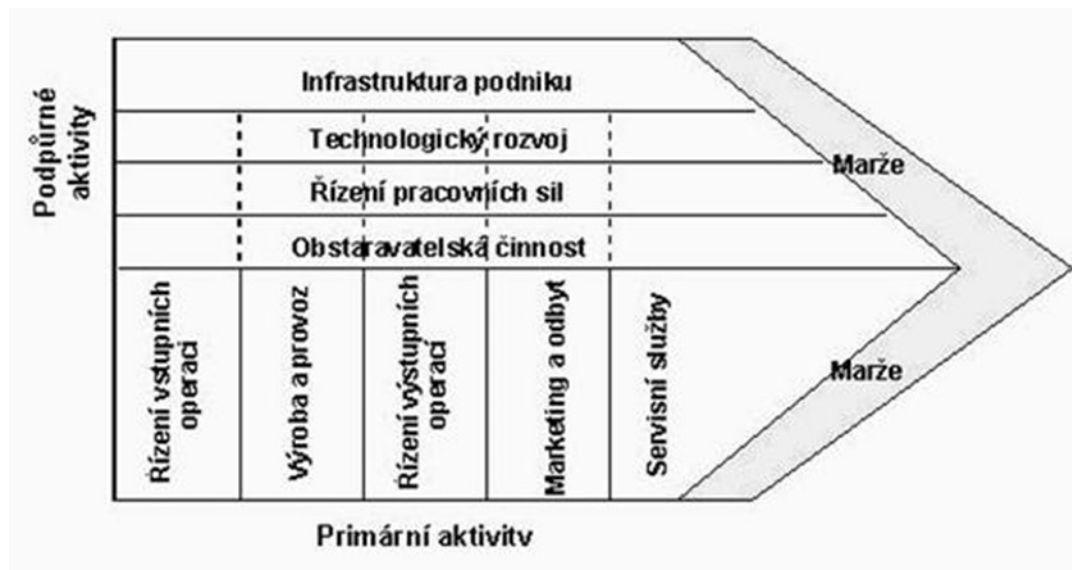 Podpůrné
aktivity
Infrastruktura podniku
Technologický rozvoj
Řízení pracovních sil
Obstaravatelská činnost
Marže
Řízení vstupních
operací
Výroba a provoz
Řízení výstupních
operací
Marketing a odbyt
Servisní služby
Marže
Primární aktivity